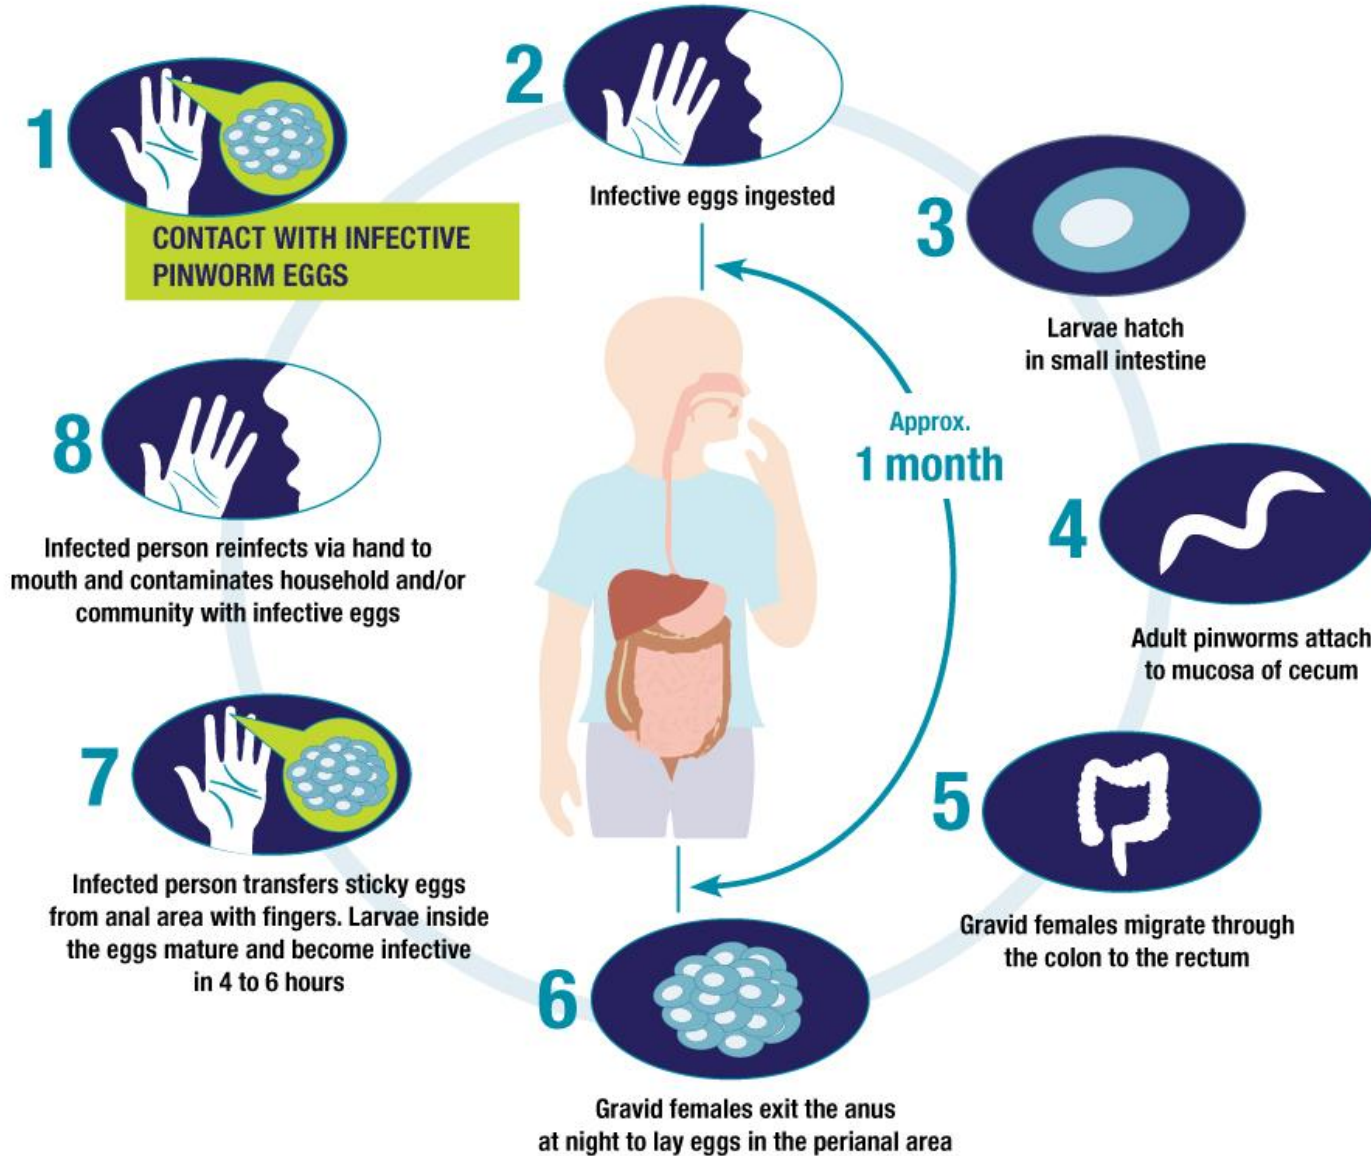 1
CONTACT WITH INFECTIVE
PINWORM EGGS
2
Infective eggs ingested
3
Larvae hatch
in small intestine
Approx.
1 month
4
Adult pinworms attach
to mucosa of cecum
5
Gravid females migrate through
the colon to the rectum
6
Gravid females exit the anus
at night to lay eggs in the perianal area
7
Infected person transfers sticky eggs
from anal area with fingers. Larvae inside
the eggs mature and become infective
in 4 to 6 hours
8
Infected person reinfects via hand to
mouth and contaminates household and/or
community with infective eggs